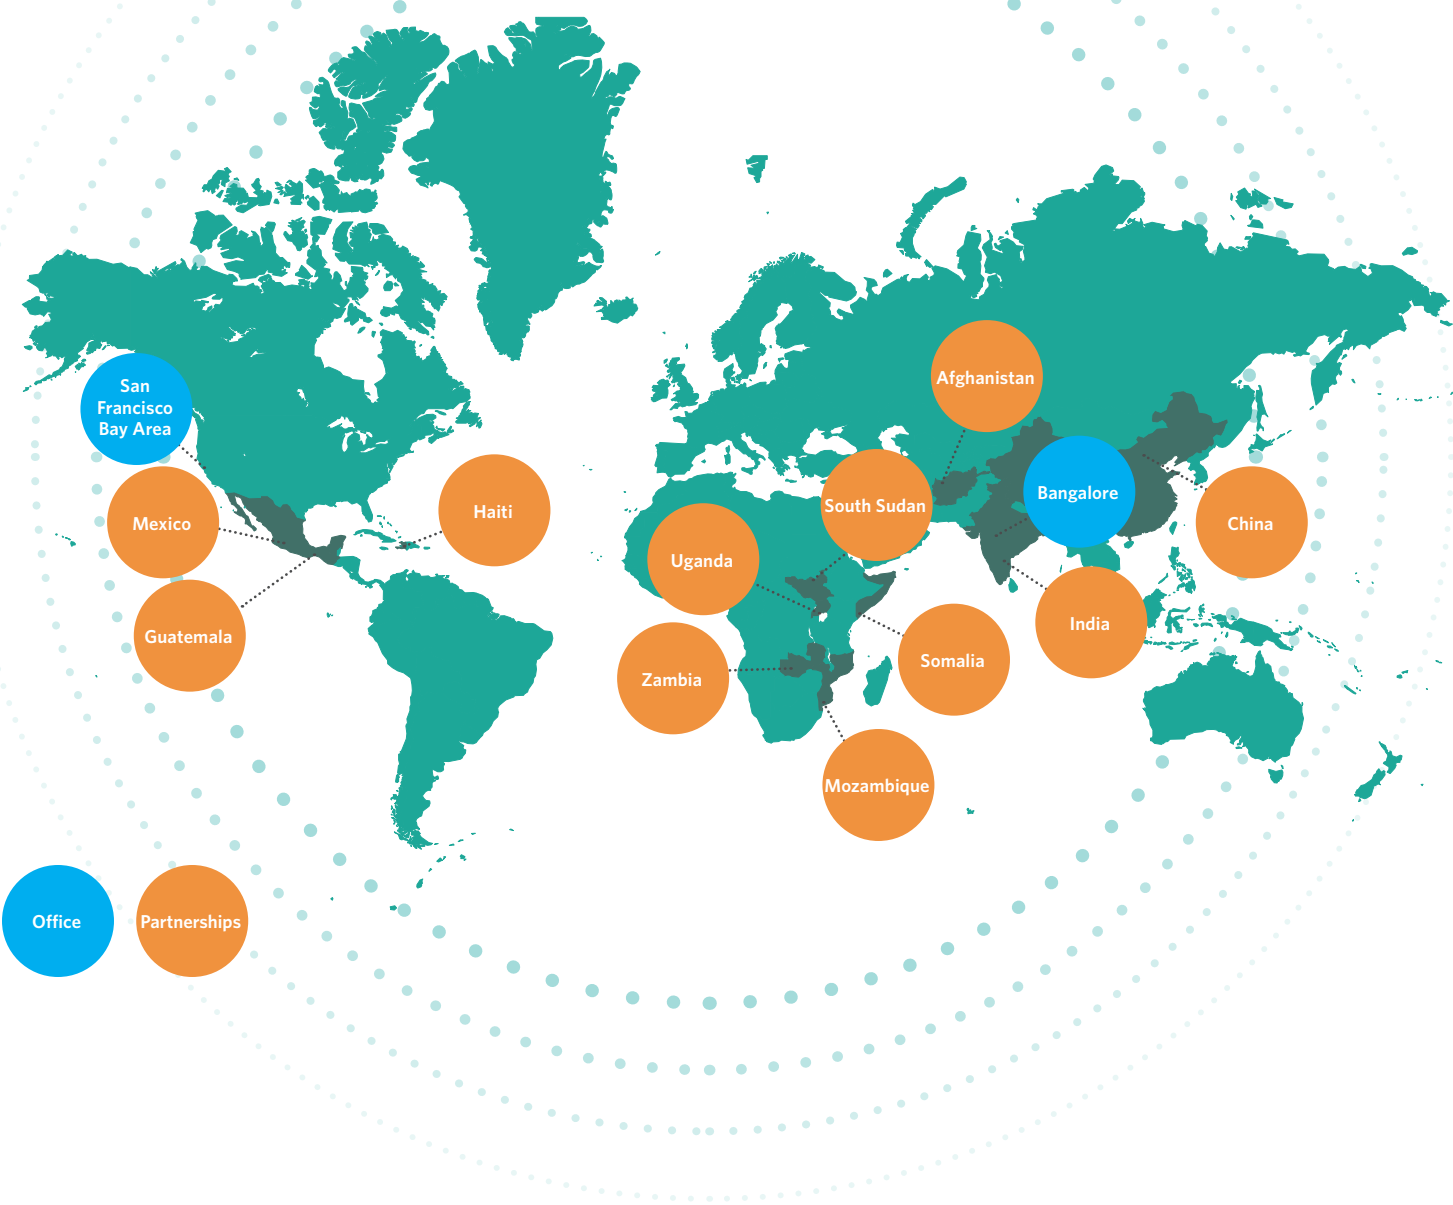 Afghanistan
San
Francisco
Bay Area
Bangalore
South Sudan
Haiti
Mexico
China
Uganda
India
Guatemala
Somalia
Zambia
Mozambique
Office
Partnerships